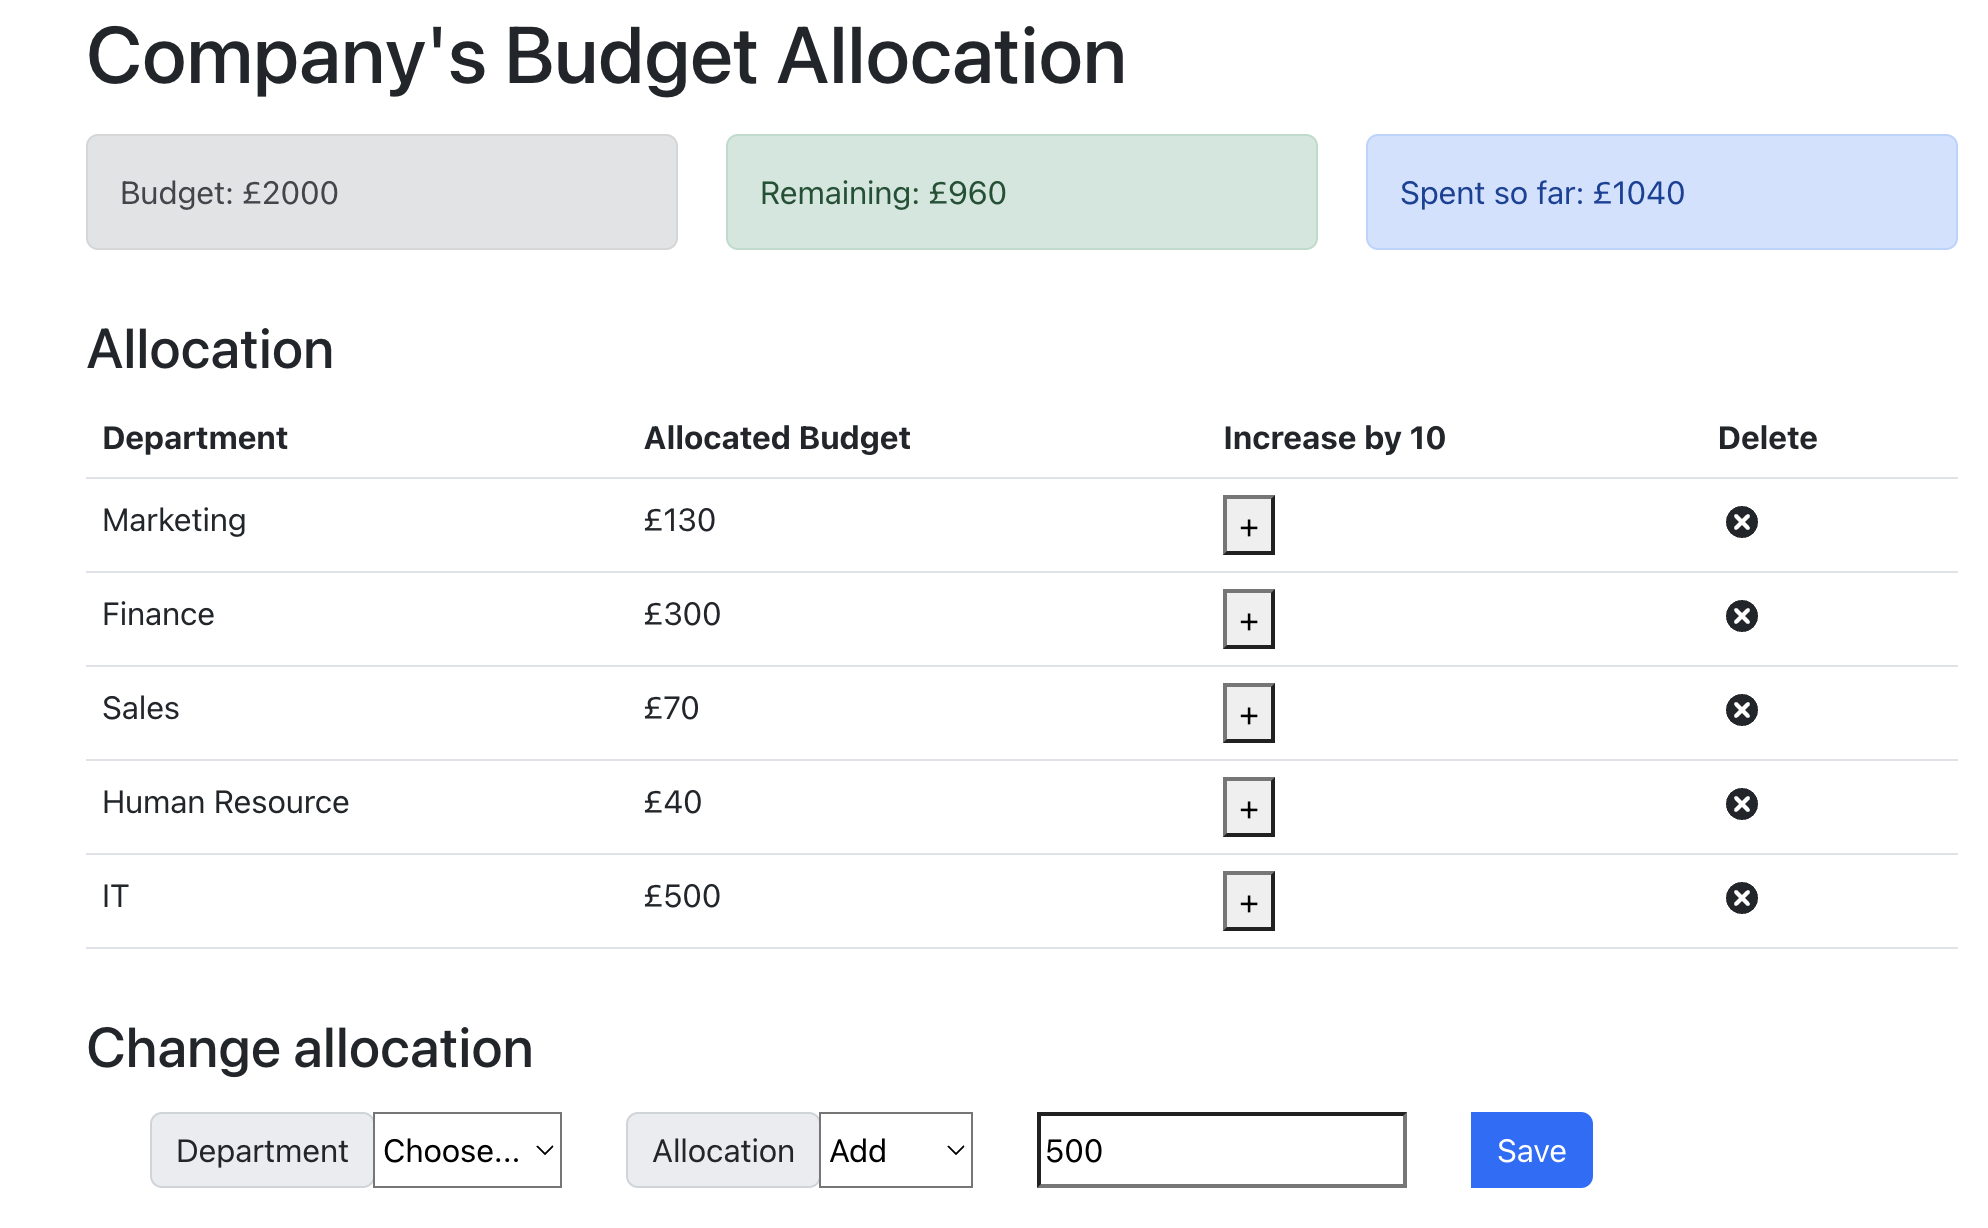 Company's Budget Allocation
Budget: £2000 Remaining: £960 Spent so far: £1040
Allocation
Department Allocated Budget Increase by 10 Delete
Marketing £130 +
Finance £300 +
Sales £70 +
Human Resource £40 +
IT £500 +
Change allocation
Department Choose... Allocation Add 500 Save